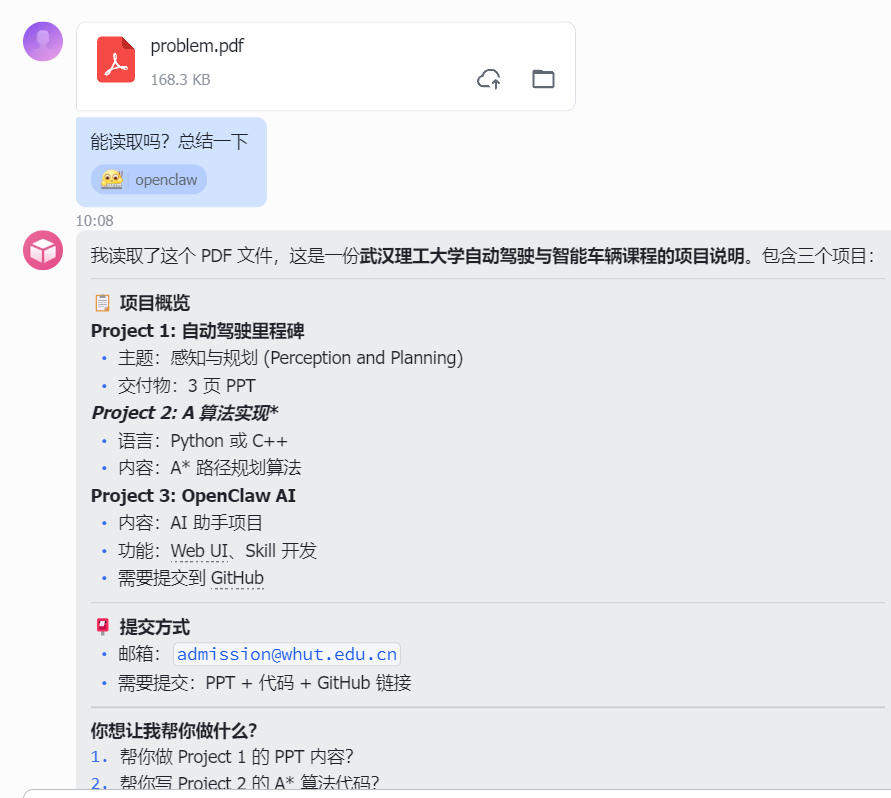 problem.pdf
168.3 KB
能读取吗？总结一下
openclaw
10:08
我读取了这个 PDF 文件，这是一份武汉理工大学自动驾驶与智能车辆课程的项目说明。包含三个项目：
📋 项目概览
Project 1: 自动驾驶里程碑
• 主题：感知与规划 (Perception and Planning)
• 交付物：3 页 PPT
Project 2: A 算法实现*
• 语言：Python 或 C++
• 内容：A* 路径规划算法
Project 3: OpenClaw AI
• 内容：AI 助手项目
• 功能：Web UI、Skill 开发
• 需要提交到 GitHub
📮 提交方式
• 邮箱： admission@whut.edu.cn
• 需要提交：PPT + 代码 + GitHub 链接
你想让我帮你做什么？
1. 帮你做 Project 1 的 PPT 内容？
2. 帮你写 Project 2 的 A* 算法代码？